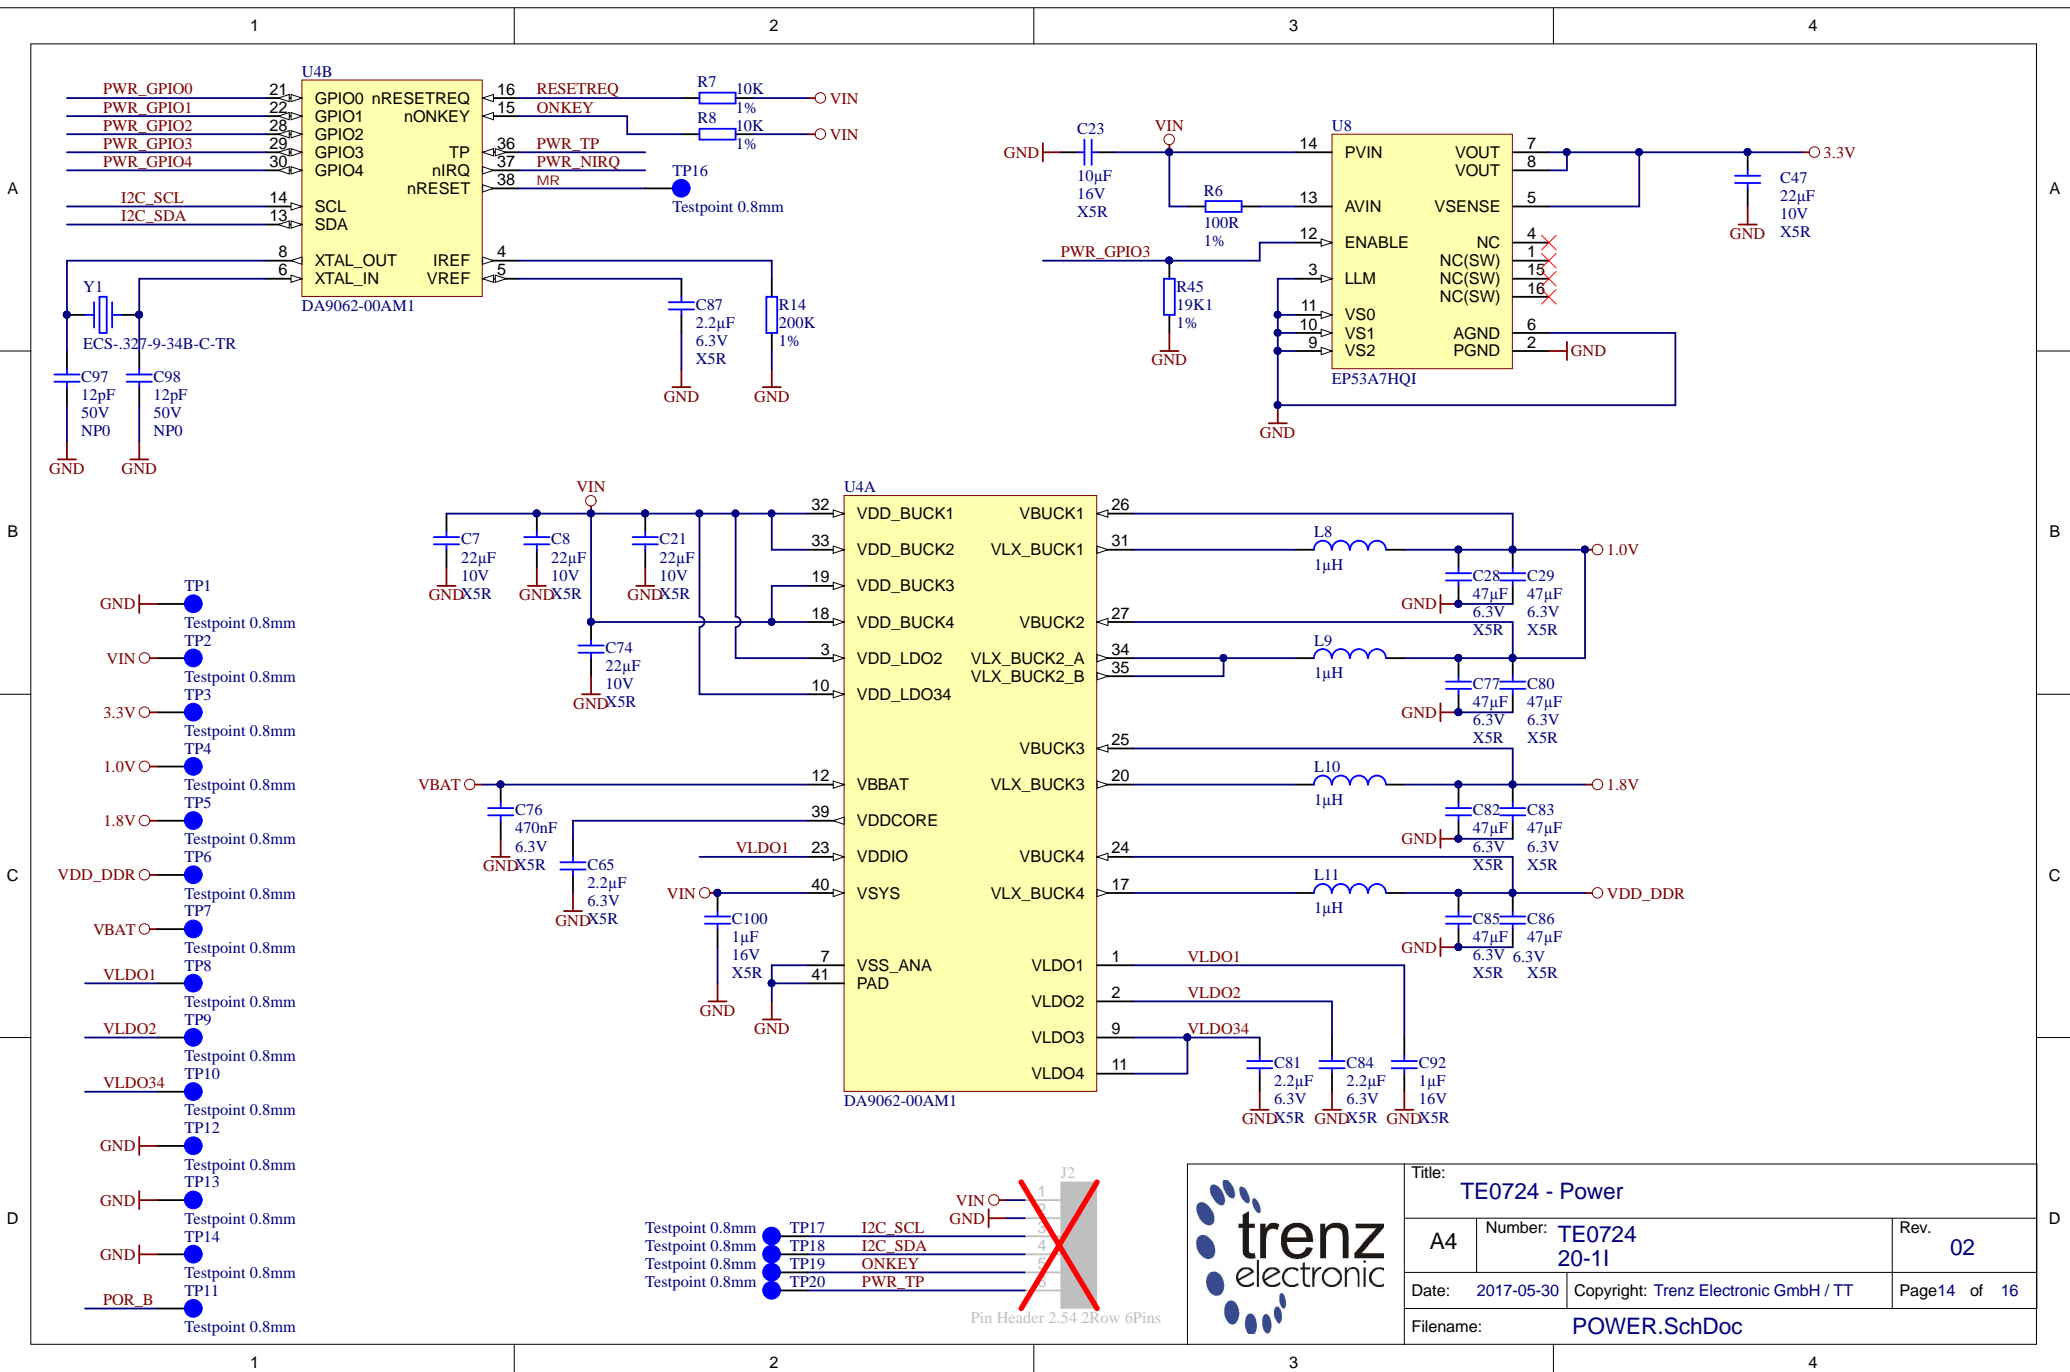 1 2 3 4
A
B
C
D
U4B
PWR_GPIO0 21 GPIO0 nRESETREQ 16 RESETREQ R7 10K 1% VIN
PWR_GPIO1 22 GPIO1 nONKEY 15 ONKEY R8 10K 1% VIN
PWR_GPIO2 28 GPIO2
PWR_GPIO3 29 GPIO3 TP 36 PWR_TP
PWR_GPIO4 30 GPIO4 nIRQ 37 PWR_NIRQ
nRESET 38 MR TP16
Testpoint 0.8mm
I2C_SCL 14 SCL
I2C_SDA 13 SDA
8 XTAL_OUT IREF 4
6 XTAL_IN VREF 5
DA9062-00AM1
Y1
ECS-.327-9-34B-C-TR
C97
12pF
50V
NP0
GND
C98
12pF
50V
NP0
GND
C87
2.2µF
6.3V
X5R
GND
R14
200K
1%
GND
U8
GND C23 VIN 14 PVIN VOUT 7 3.3V
10µF
16V
X5R
VOUT 8
R6 13 AVIN VSENSE 5
100R
1%
12 ENABLE NC 4
PWR_GPIO3 NC(SW) 1
3 LLM NC(SW) 15
NC(SW) 16
R45
19K1
1%
GND
11 VS0
10 VS1 AGND 6
9 VS2 PGND 2 GND
EP53A7HQI
GND
C47
22µF
10V
X5R
GND
U4A
VIN
32 VDD_BUCK1 VBUCK1 26
33 VDD_BUCK2 VLX_BUCK1 31 L8 1µH 1.0V
19 VDD_BUCK3
18 VDD_BUCK4 VBUCK2 27
3 VDD_LDO2 VLX_BUCK2_A 34 L9 1µH
VLX_BUCK2_B 35
10 VDD_LDO34
VBUCK3 25
VBAT 12 VBBAT VLX_BUCK3 20 L10 1µH 1.8V
39 VDDCORE
VLDO1 23 VDDIO VBUCK4 24
VIN 40 VSYS VLX_BUCK4 17 L11 1µH VDD_DDR
7 VSS_ANA VLDO1 1 VLDO1
41 PAD
VLDO2 2 VLDO2
VLDO3 9 VLDO34
VLDO4 11
DA9062-00AM1
C7
22µF
10V
X5R
GND
C8
22µF
10V
X5R
GND
C21
22µF
10V
X5R
GND
C74
22µF
10V
X5R
GND
C76
470nF
6.3V
X5R
GND
C65
2.2µF
6.3V
X5R
GND
C100
1µF
16V
X5R
GND
GND
C28 C29
47µF 47µF
GND 6.3V 6.3V
X5R X5R
C77 C80
47µF 47µF
GND 6.3V 6.3V
X5R X5R
C82 C83
47µF 47µF
GND 6.3V 6.3V
X5R X5R
C85 C86
47µF 47µF
GND 6.3V 6.3V
X5R X5R
C81 C84 C92
2.2µF 2.2µF 1µF
6.3V 6.3V 16V
GND X5R GND X5R GND X5R
TP1
GND
Testpoint 0.8mm
TP2
VIN
Testpoint 0.8mm
TP3
3.3V
Testpoint 0.8mm
TP4
1.0V
Testpoint 0.8mm
TP5
1.8V
Testpoint 0.8mm
TP6
VDD_DDR
Testpoint 0.8mm
TP7
VBAT
Testpoint 0.8mm
TP8
VLDO1
Testpoint 0.8mm
TP9
VLDO2
Testpoint 0.8mm
TP10
VLDO34
Testpoint 0.8mm
TP12
GND
Testpoint 0.8mm
TP13
GND
Testpoint 0.8mm
TP14
GND
Testpoint 0.8mm
TP11
POR_B
Testpoint 0.8mm
J2
VIN 1
GND
Testpoint 0.8mm TP17 I2C_SCL 3
Testpoint 0.8mm TP18 I2C_SDA 4
Testpoint 0.8mm TP19 ONKEY
Testpoint 0.8mm TP20 PWR_TP
Pin Header 2.54 2Row 6Pins
trenz
electronic
Title:
TE0724 - Power
A4 Number: TE0724 Rev.
20-1I 02
Date: 2017-05-30 Copyright: Trenz Electronic GmbH / TT Page14 of 16
Filename: POWER.SchDoc
A
B
C
D
1 2 3 4